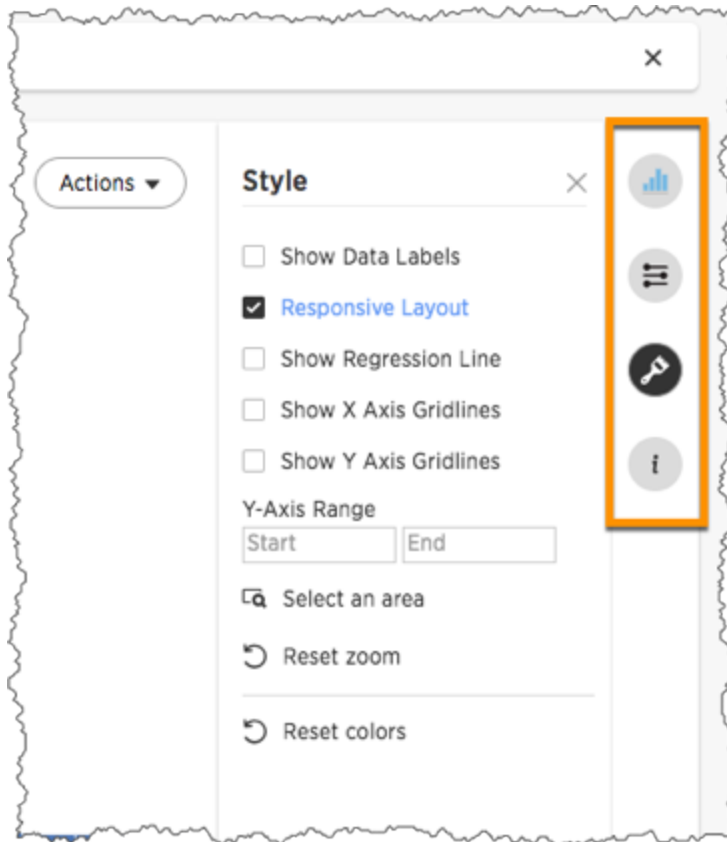 Actions
Style
Show Data Labels
Responsive Layout
Show Regression Line
Show X Axis Gridlines
Show Y Axis Gridlines
Y-Axis Range
Start End
Select an area
Reset zoom
Reset colors
i